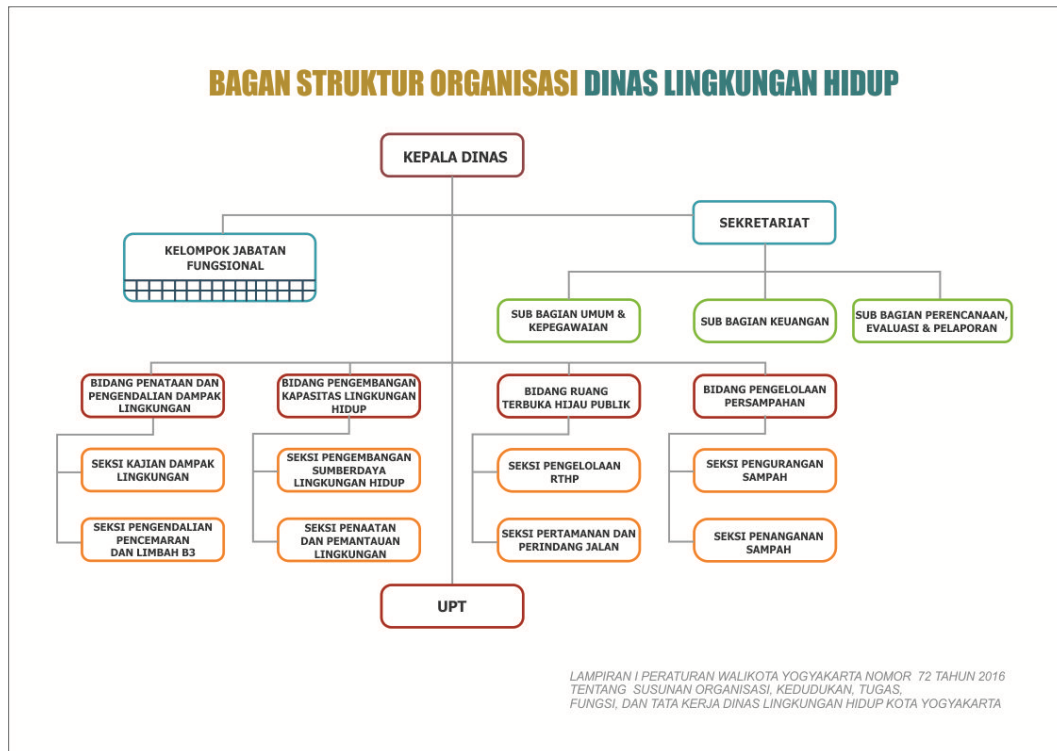 BAGAN STRUKTUR ORGANISASI DINAS LINGKUNGAN HIDUP
KEPALA DINAS
SEKRETARIAT
KELOMPOK JABATAN
FUNGSIONAL
SUB BAGIAN UMUM &
KEPEGAWAIAN
SUB BAGIAN KEUANGAN
SUB BAGIAN PERENCANAAN,
EVALUASI & PELAPORAN
BIDANG PENATAAN DAN
PENGENDALIAN DAMPAK
LINGKUNGAN
BIDANG PENGEMBANGAN
KAPASITAS LINGKUNGAN
HIDUP
BIDANG RUANG
TERBUKA HIJAU PUBLIK
BIDANG PENGELOLAAN
PERSAMPAHAN
SEKSI KAJIAN DAMPAK
LINGKUNGAN
SEKSI PENGEMBANGAN
SUMBERDAYA
LINGKUNGAN HIDUP
SEKSI PENGELOLAAN
RTHP
SEKSI PENGURANGAN
SAMPAH
SEKSI PENGENDALIAN
PENCEMARAN
DAN LIMBAH B3
SEKSI PENAATAN
DAN PEMANTAUAN
LINGKUNGAN
SEKSI PERTAMANAN DAN
PERINDANG JALAN
SEKSI PENANGANAN
SAMPAH
UPT
LAMPIRAN I PERATURAN WALIKOTA YOGYAKARTA NOMOR 72 TAHUN 2016
TENTANG SUSUNAN ORGANISASI, KEDUDUKAN, TUGAS,
FUNGSI, DAN TATA KERJA DINAS LINGKUNGAN HIDUP KOTA YOGYAKARTA